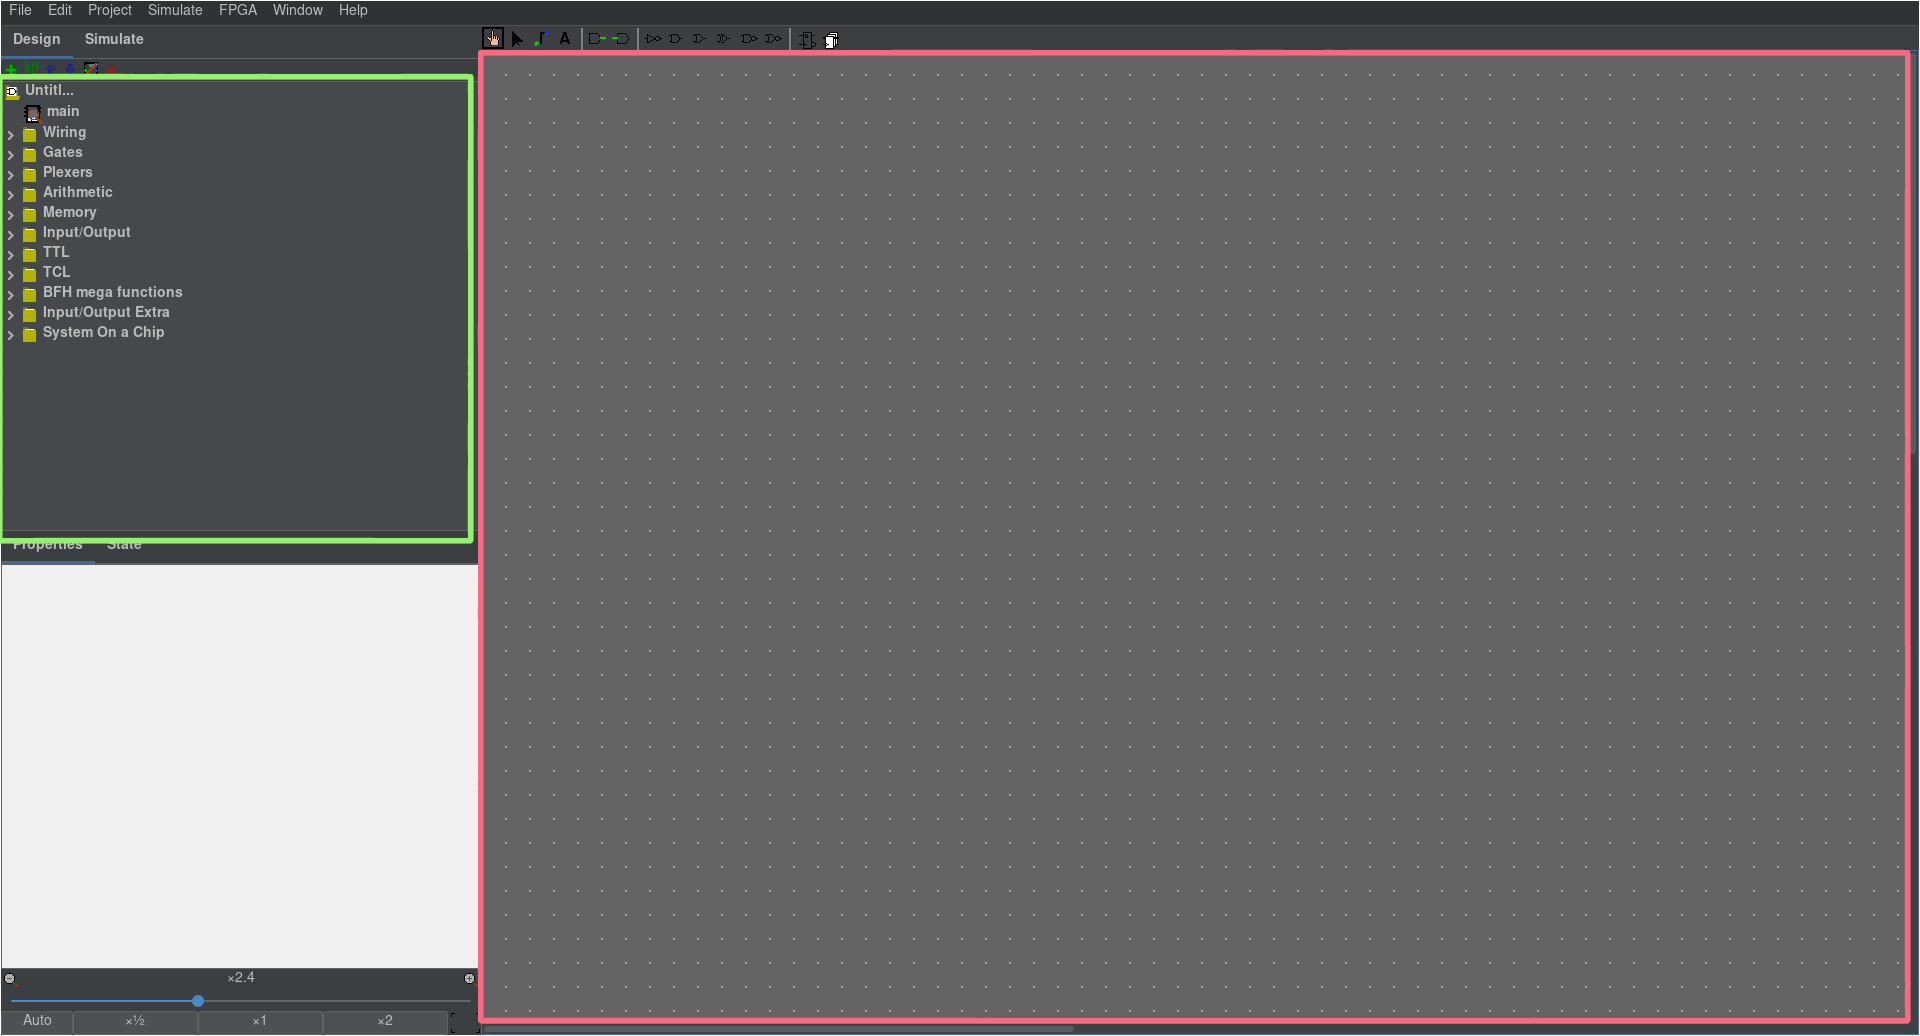 File Edit Project Simulate FPGA Window Help
Design Simulate
A
Untitl...
main
Wiring
Gates
Plexers
Arithmetic
Memory
Input/Output
TTL
TCL
BFH mega functions
Input/Output Extra
System On a Chip
Properties State
×2.4
Auto ×½ ×1 ×2